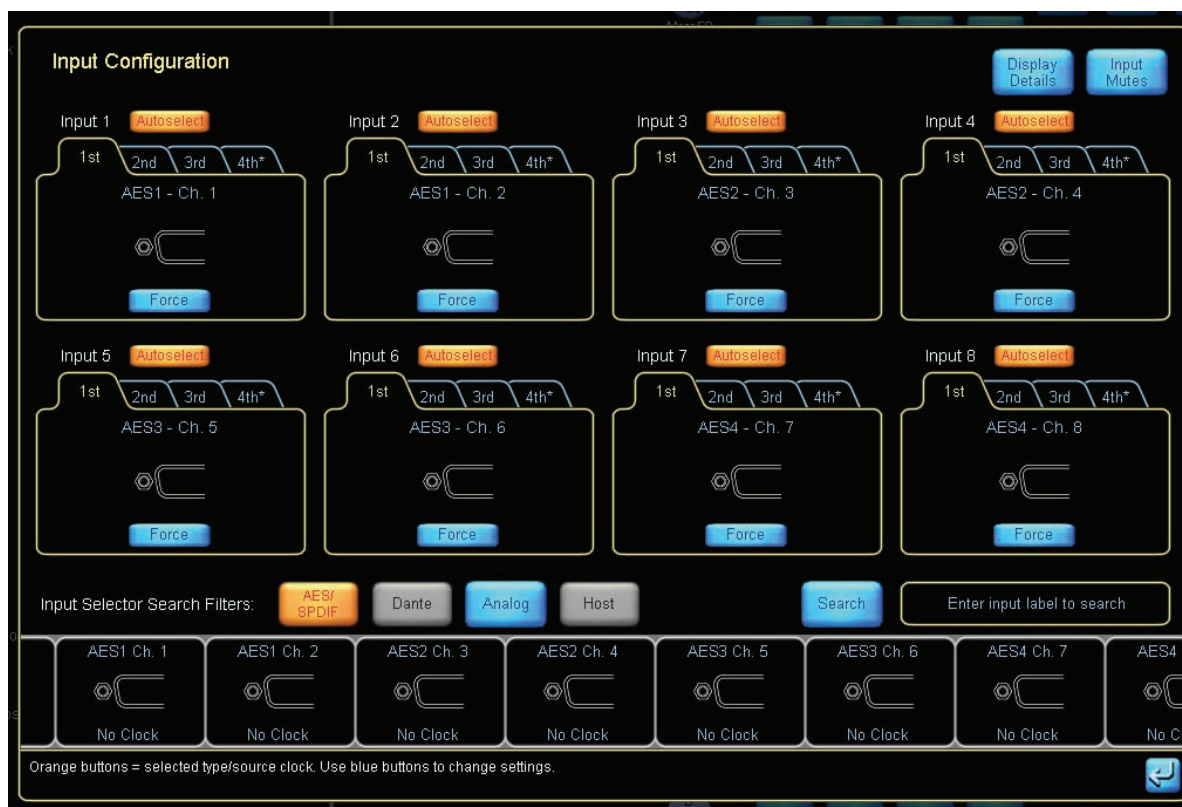 Input Configuration
Display Details
Input Mutes
Input 1 Autoselect
Input 2 Autoselect
Input 3 Autoselect
Input 4 Autoselect
1st 2nd 3rd 4th*
1st 2nd 3rd 4th*
1st 2nd 3rd 4th*
1st 2nd 3rd 4th*
AES1 - Ch. 1
AES1 - Ch. 2
AES2 - Ch. 3
AES2 - Ch. 4
Force
Force
Force
Force
Input 5 Autoselect
Input 6 Autoselect
Input 7 Autoselect
Input 8 Autoselect
1st 2nd 3rd 4th*
1st 2nd 3rd 4th*
1st 2nd 3rd 4th*
1st 2nd 3rd 4th*
AES3 - Ch. 5
AES3 - Ch. 6
AES4 - Ch. 7
AES4 - Ch. 8
Force
Force
Force
Force
Input Selector Search Filters:
AES/
SPDIF
Dante
Analog
Host
Search
Enter input label to search
AES1 Ch. 1
AES1 Ch. 2
AES2 Ch. 3
AES2 Ch. 4
AES3 Ch. 5
AES3 Ch. 6
AES4 Ch. 7
AES4
No Clock
No Clock
No Clock
No Clock
No Clock
No Clock
No Clock
No C
Orange buttons = selected type/source clock. Use blue buttons to change settings.